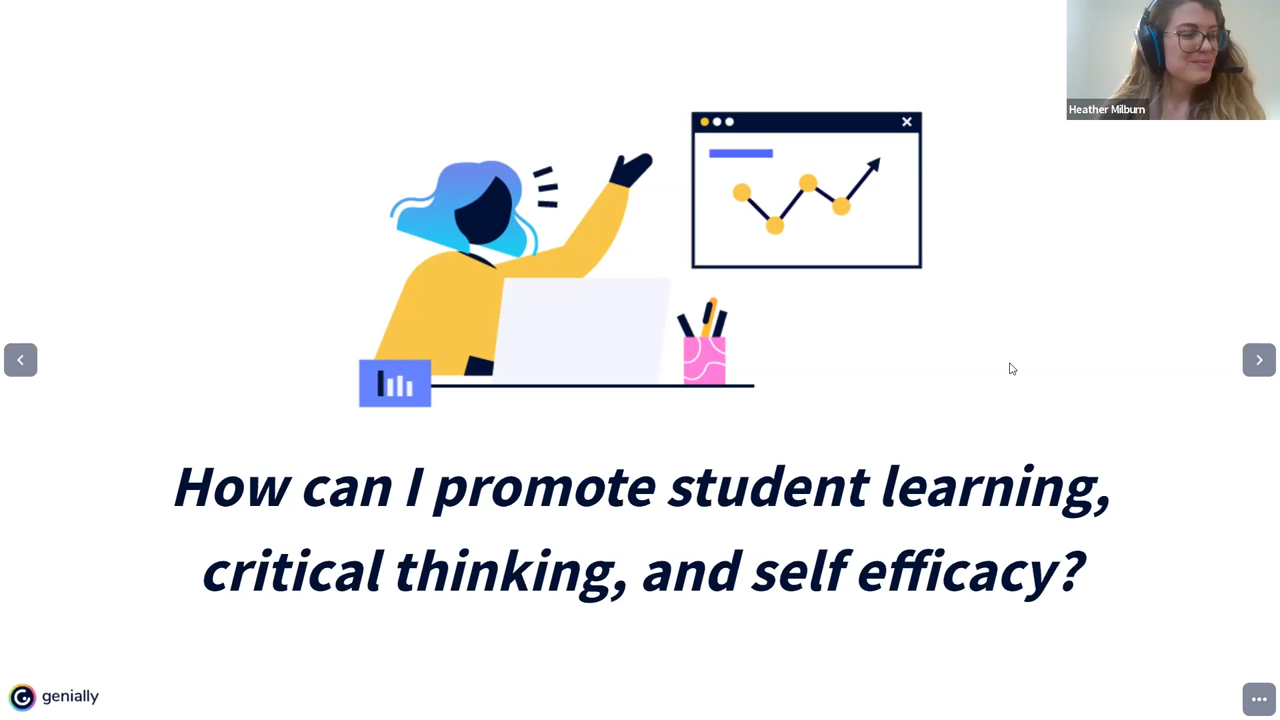 Heather Milburn
How can I promote student learning,
critical thinking, and self efficacy?
genially